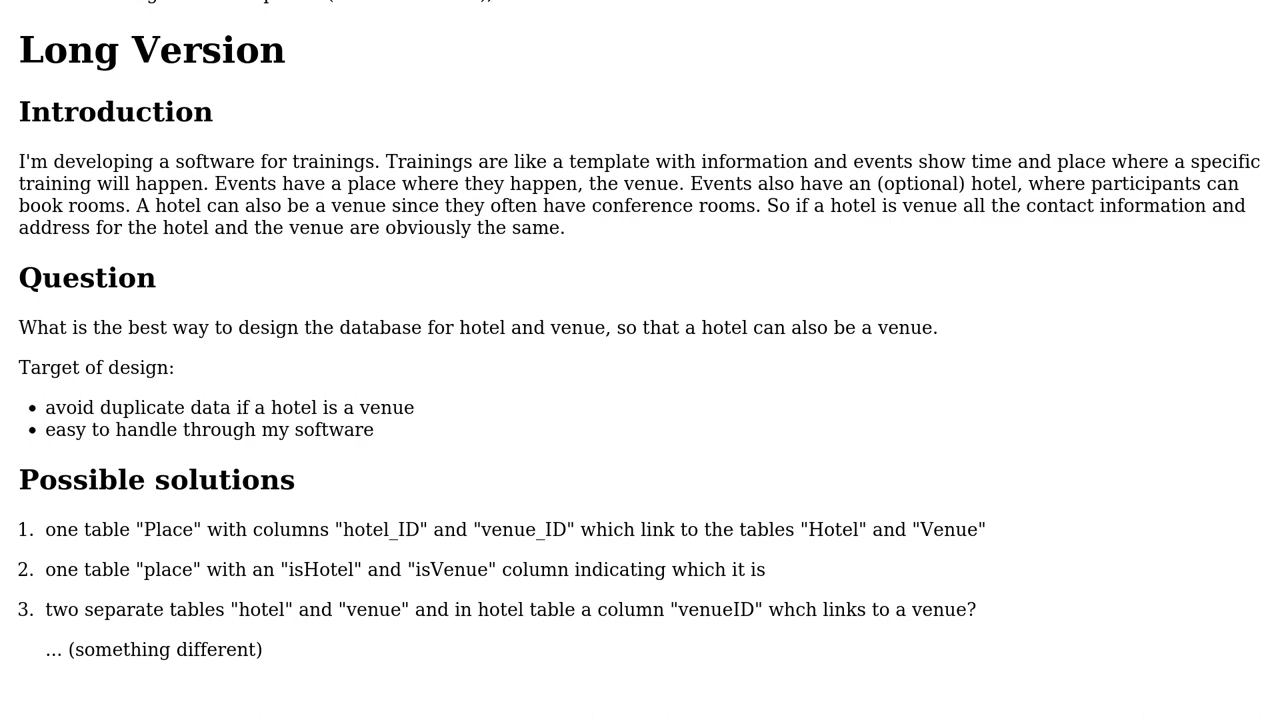 Long Version
Introduction
I'm developing a software for trainings. Trainings are like a template with information and events show time and place where a specific
training will happen. Events have a place where they happen, the venue. Events also have an (optional) hotel, where participants can
book rooms. A hotel can also be a venue since they often have conference rooms. So if a hotel is venue all the contact information and
address for the hotel and the venue are obviously the same.
Question
What is the best way to design the database for hotel and venue, so that a hotel can also be a venue.
Target of design:
• avoid duplicate data if a hotel is a venue
• easy to handle through my software
Possible solutions
1. one table "Place" with columns "hotel_ID" and "venue_ID" which link to the tables "Hotel" and "Venue"
2. one table "place" with an "isHotel" and "isVenue" column indicating which it is
3. two separate tables "hotel" and "venue" and in hotel table a column "venueID" whch links to a venue?
... (something different)